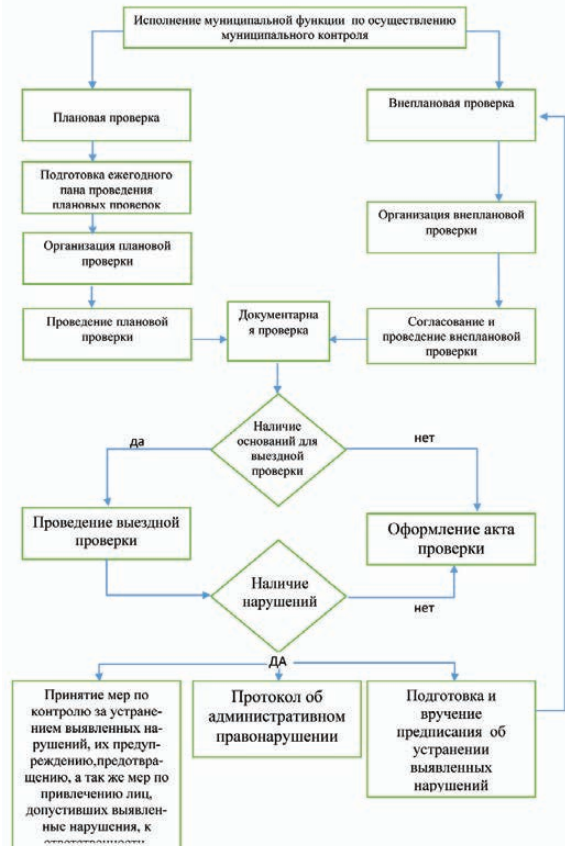 Исполнение муниципальной функции по осуществлению
муниципального контроля
Плановая проверка
Внеплановая проверка
Подготовка ежегодного
пана проведения
плановых проверок
Организация внеплановой
проверки
Организация плановой
проверки
Проведение плановой
проверки
Документарна
я проверка
Согласование и
проведение внеплановой
проверки
Наличие
оснований для
выездной
проверки
да
нет
Проведение выездной
проверки
Оформление акта
проверки
Наличие
нарушений
нет
ДА
Принятие мер по
контролю за устране-
нием выявленных на-
рушений, их предуп-
реждению,предотвра-
щению, а так же мер по
привлечению лиц,
допустивших выявлен-
ные нарушения, к
Протокол об
административном
правонарушении
Подготовка и
вручение
предписания об
устранении
выявленных
нарушений